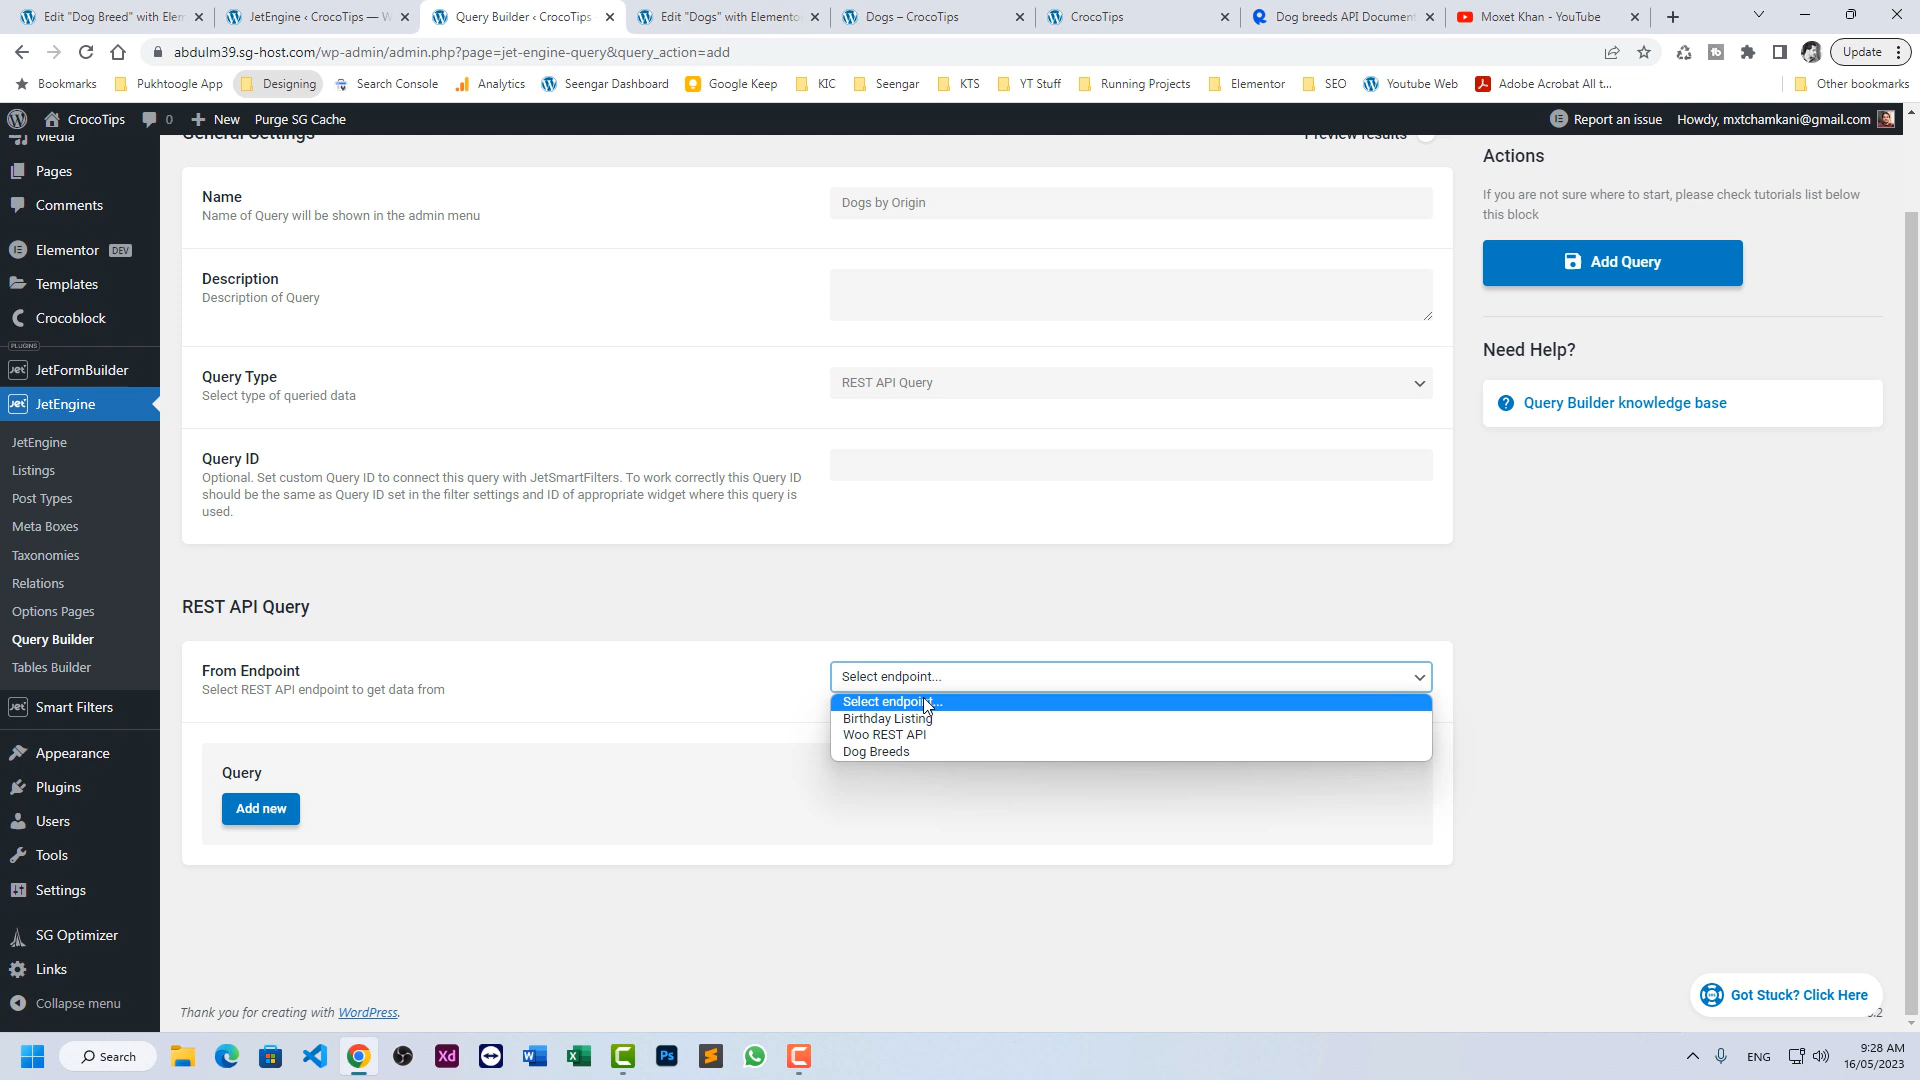 Edit "Dog Breed" with Elem
JetEngine ‹ CrocoTips — W
Query Builder ‹ CrocoTips
Edit "Dogs" with Elemento
Dogs – CrocoTips
CrocoTips
Dog breeds API Document
Moxet Khan - YouTube
abdulm39.sg-host.com/wp-admin/admin.php?page=jet-engine-query&query_action=add
Update
Bookmarks
Pukhtoogle App
Designing
Search Console
Analytics
Seengar Dashboard
Google Keep
KIC
Seengar
KTS
YT Stuff
Running Projects
Elementor
SEO
Youtube Web
Adobe Acrobat All t...
Other bookmarks
CrocoTips
0
New
Purge SG Cache
Report an issue
Howdy, mxtchamkani@gmail.com
Media
Pages
Comments
Elementor DEV
Templates
Crocoblock
PLUGINS
JetFormBuilder
JetEngine
JetEngine
Listings
Post Types
Meta Boxes
Taxonomies
Relations
Options Pages
Query Builder
Tables Builder
Smart Filters
Appearance
Plugins
Users
Tools
Settings
SG Optimizer
Links
Collapse menu
General Settings
Preview results
Name
Name of Query will be shown in the admin menu
Dogs by Origin
Description
Description of Query
Query Type
Select type of queried data
REST API Query
Query ID
Optional. Set custom Query ID to connect this query with JetSmartFilters. To work correctly this Query ID
should be the same as Query ID set in the filter settings and ID of appropriate widget where this query is
used.
REST API Query
From Endpoint
Select REST API endpoint to get data from
Select endpoint...
Select endpoint...
Birthday Listing
Woo REST API
Dog Breeds
Query
Add new
Actions
If you are not sure where to start, please check tutorials list below
this block
Add Query
Need Help?
Query Builder knowledge base
Got Stuck? Click Here
Thank you for creating with WordPress.
Search
ENG
9:28 AM
16/05/2023